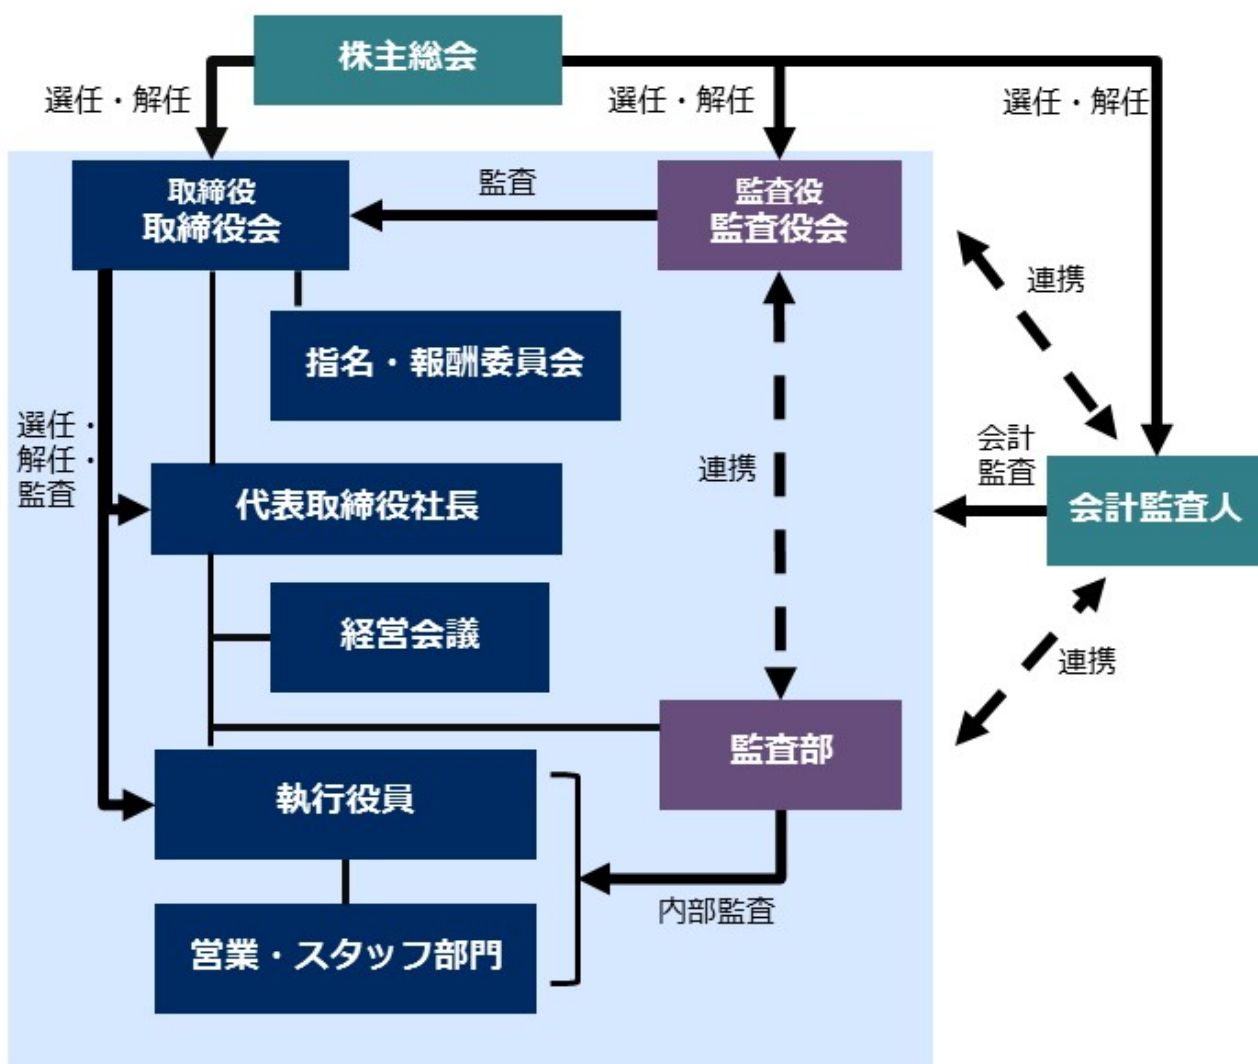 株主総会
選任・解任
選任・解任
選任・解任
取締役
取締役会
監査
監査役
監査役会
連携
指名・報酬委員会
選任・
解任・
監査
連携
会計
監査
代表取締役社長
会計監査人
経営会議
連携
監査部
執行役員
内部監査
営業・スタッフ部門